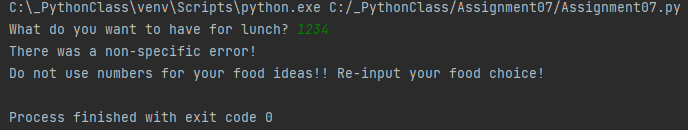 C:\_PythonClass\venv\Scripts\python.exe C:/_PythonClass/Assignment07/Assignment07.py
What do you want to have for lunch? 1234
There was a non-specific error!
Do not use numbers for your food ideas!! Re-input your food choice!
Process finished with exit code 0